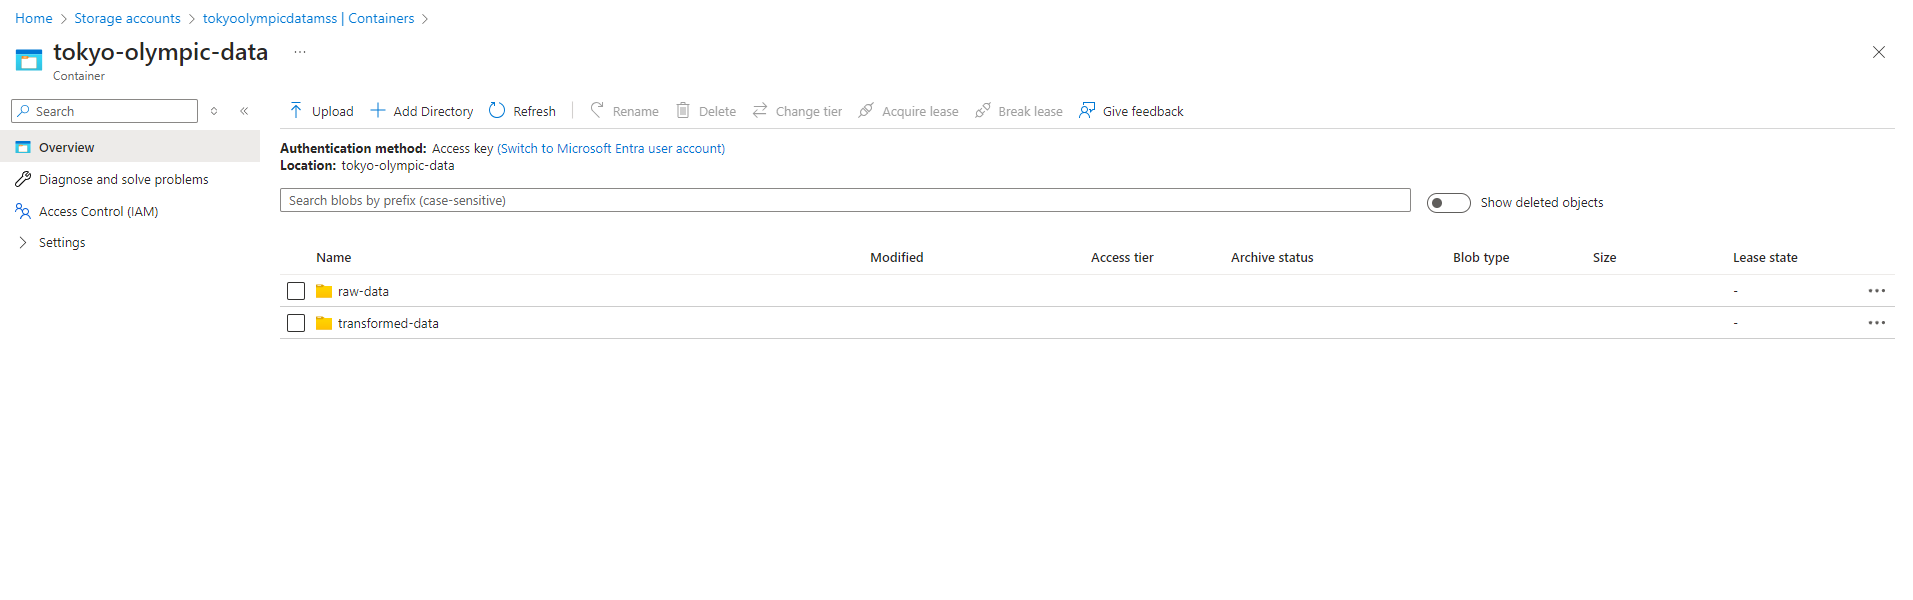 Home > Storage accounts > tokyoolympicdatamss | Containers >
tokyo-olympic-data ...
Container
Search
Upload Add Directory Refresh Rename Delete Change tier Acquire lease Break lease Give feedback
Overview
Diagnose and solve problems
Access Control (IAM)
Settings
Authentication method: Access key (Switch to Microsoft Entra user account)
Location: tokyo-olympic-data
Search blobs by prefix (case-sensitive)
Show deleted objects
Name Modified Access tier Archive status Blob type Size Lease state
raw-data -
transformed-data -